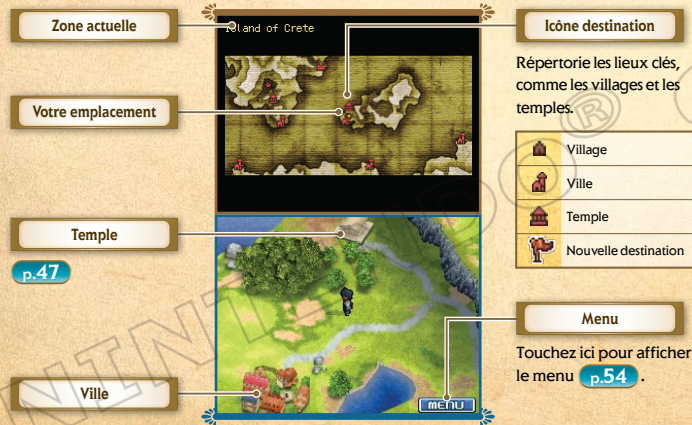 Zone actuelle
Votre emplacement
Temple
p.47
Ville
Island of Crete
MENU
Icône destination
Répertorie les lieux clés,
comme les villages et les
temples.
Village
Ville
Temple
Nouvelle destination
Menu
Touchez ici pour afficher
le menu p.54 .